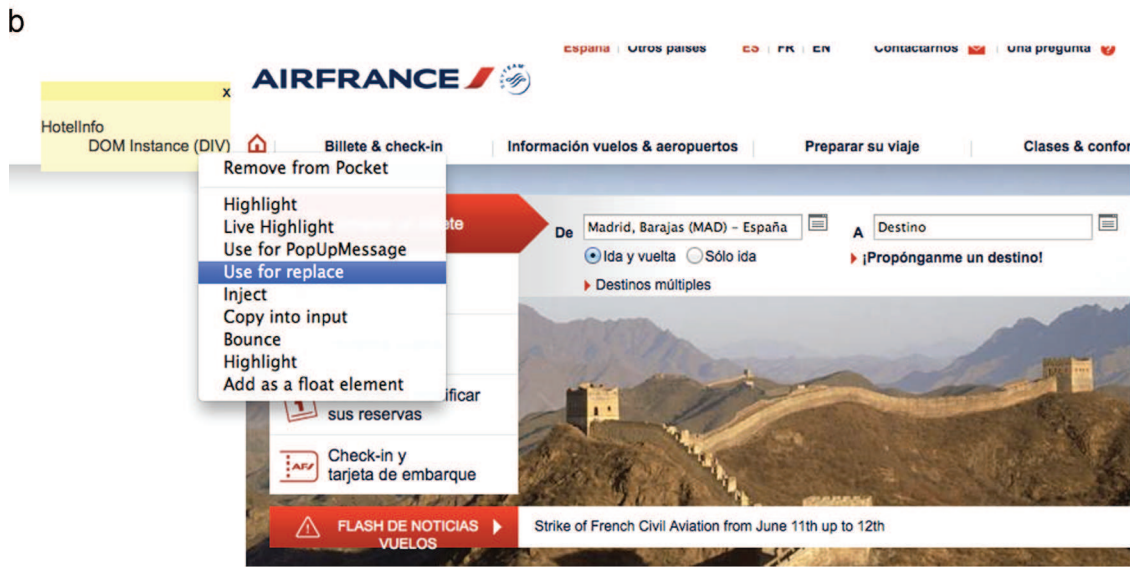 b
España Otros países ES FR EN Contactarnos Una pregunta ?
AIRFRANCE
x
HotelInfo
DOM Instance (DIV)
Billete & check-in Información vuelos & aeropuertos Preparar su viaje Clases & confor
Remove from Pocket
Highlight
Live Highlight
Use for PopUpMessage
Use for replace
Inject
Copy into input
Bounce
Highlight
Add as a float element
De Madrid, Barajas (MAD) – España A Destino
Ida y vuelta Sólo ida ¡Propónganme un destino!
Destinos múltiples
ificar
sus reservas
Check-in y
tarjeta de embarque
FLASH DE NOTICIAS
VUELOS
Strike of French Civil Aviation from June 11th up to 12th